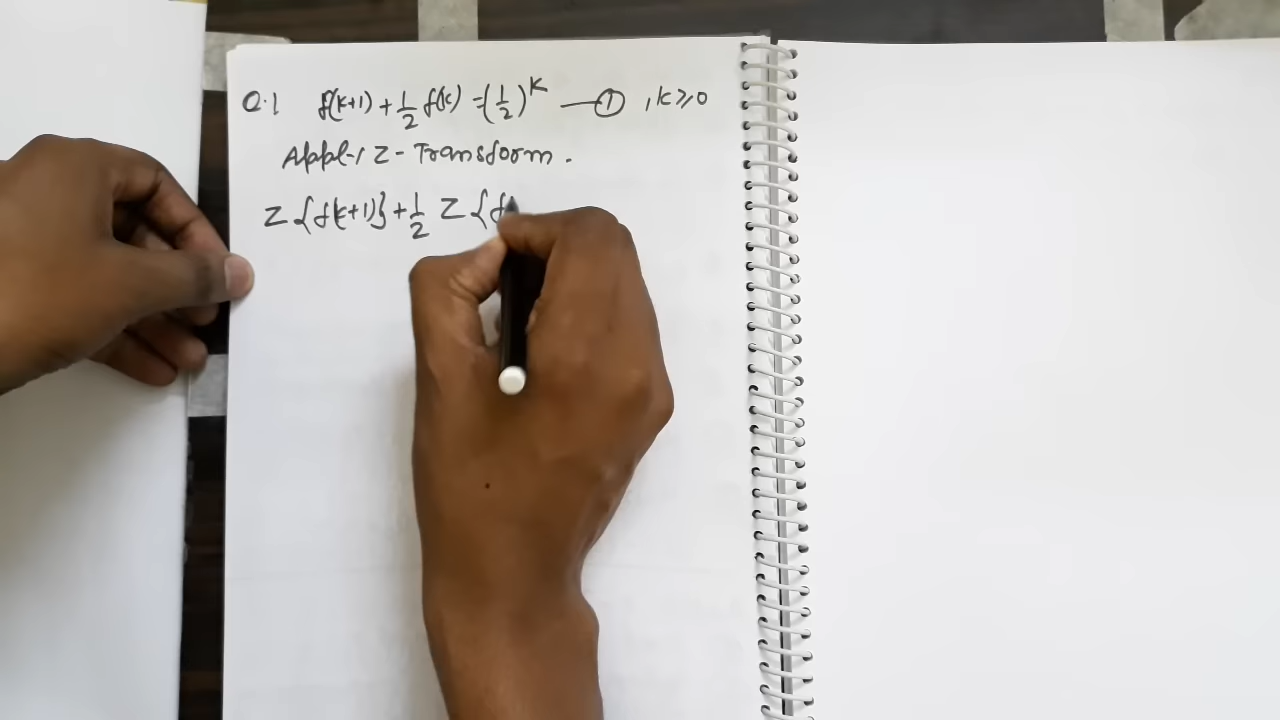 Q.1 f(k+1) + 1/2 f(k) = (1/2)^k — ① , k ≥ 0
Apply Z - Transform .
Z {f(k+1)} + 1/2 Z {f